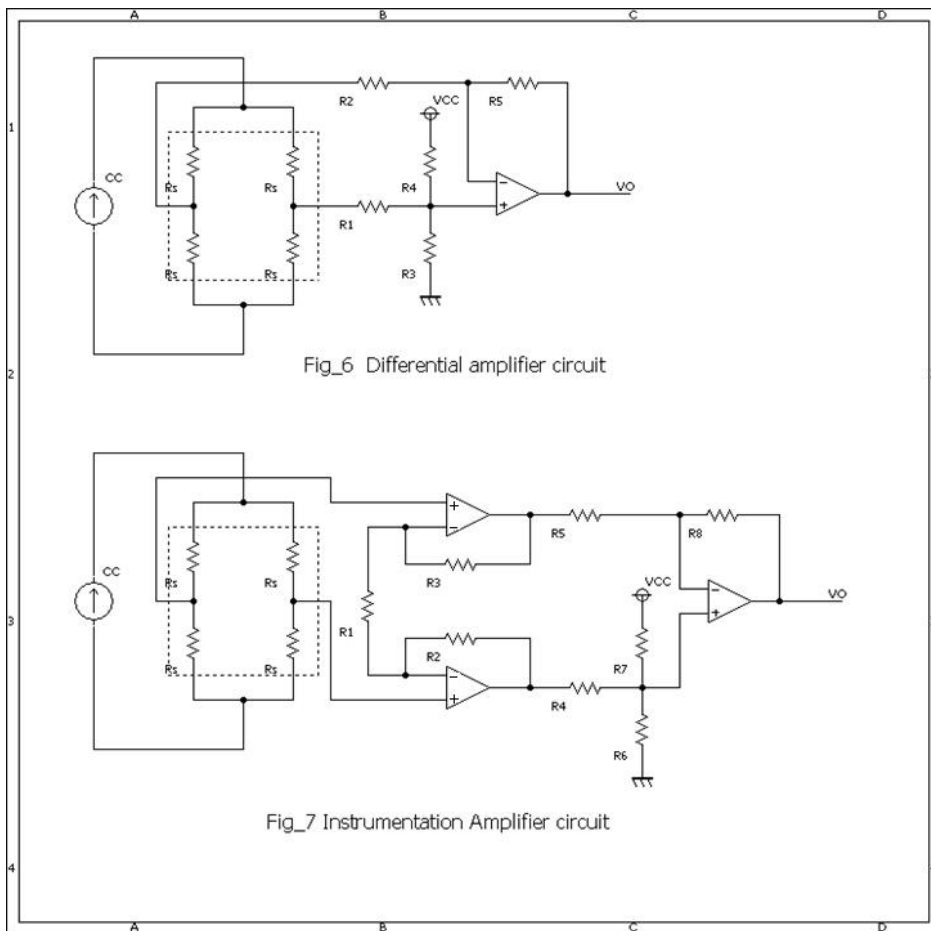 A B C D
1
R2 R5
VCC
CC
Rs Rs
R4
VO
R1
Rs Rs
R3
Fig_6 Differential amplifier circuit
2
CC
Rs Rs
R3
R5 R8
VCC
VO
3
R1
R2
R7
Rs Rs
R4
R6
Fig_7 Instrumentation Amplifier circuit
4
A B C D